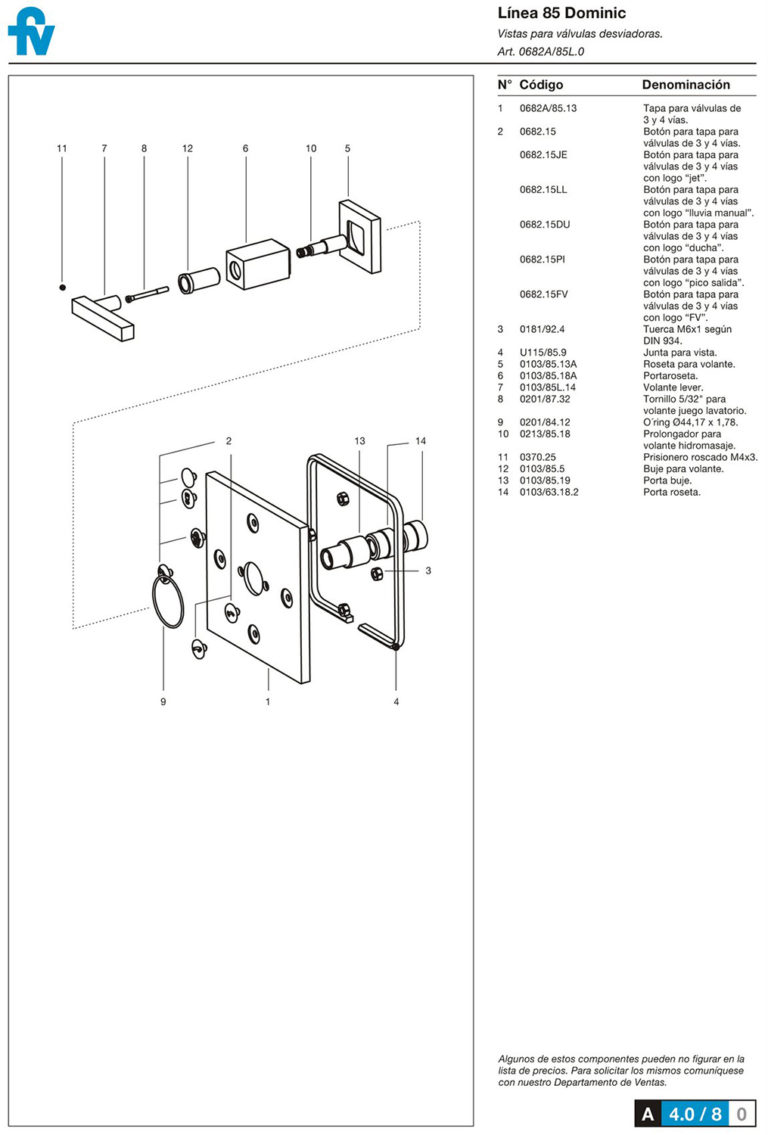 fv
Línea 85 Dominic
Vistas para válvulas desviadoras.
Art. 0682A/85L.0
N° Código Denominación
1 0682A/85.13 Tapa para válvulas de
3 y 4 vías.
2 0682.15 Botón para tapa para
válvulas de 3 y 4 vías.
0682.15JE Botón para tapa para
válvulas de 3 y 4 vías
con logo “jet”.
0682.15LL Botón para tapa para
válvulas de 3 y 4 vías
con logo “lluvia manual”.
0682.15DU Botón para tapa para
válvulas de 3 y 4 vías
con logo “ducha”.
0682.15PI Botón para tapa para
válvulas de 3 y 4 vías
con logo “pico salida”.
0682.15FV Botón para tapa para
válvulas de 3 y 4 vías
con logo “FV”.
3 0181/92.4 Tuerca M6x1 según
DIN 934.
4 U115/85.9 Junta para vista.
5 0103/85.13A Roseta para volante.
6 0103/85.18A Portaroseta.
7 0103/85L.14 Volante lever.
8 0201/87.32 Tornillo 5/32" para
volante juego lavatorio.
9 0201/84.12 O´ring Ø44,17 x 1,78.
10 0213/85.18 Prolongador para
volante hidromasaje.
11 0370.25 Prisionero roscado M4x3.
12 0103/85.5 Buje para volante.
13 0103/85.19 Porta buje.
14 0103/63.18.2 Porta roseta.
11 7 8 12 6 10 5
2 13 14
3
9 1 4
Algunos de estos componentes pueden no figurar en la
lista de precios. Para solicitar los mismos comuníquese
con nuestro Departamento de Ventas.
A 4.0 / 8 0